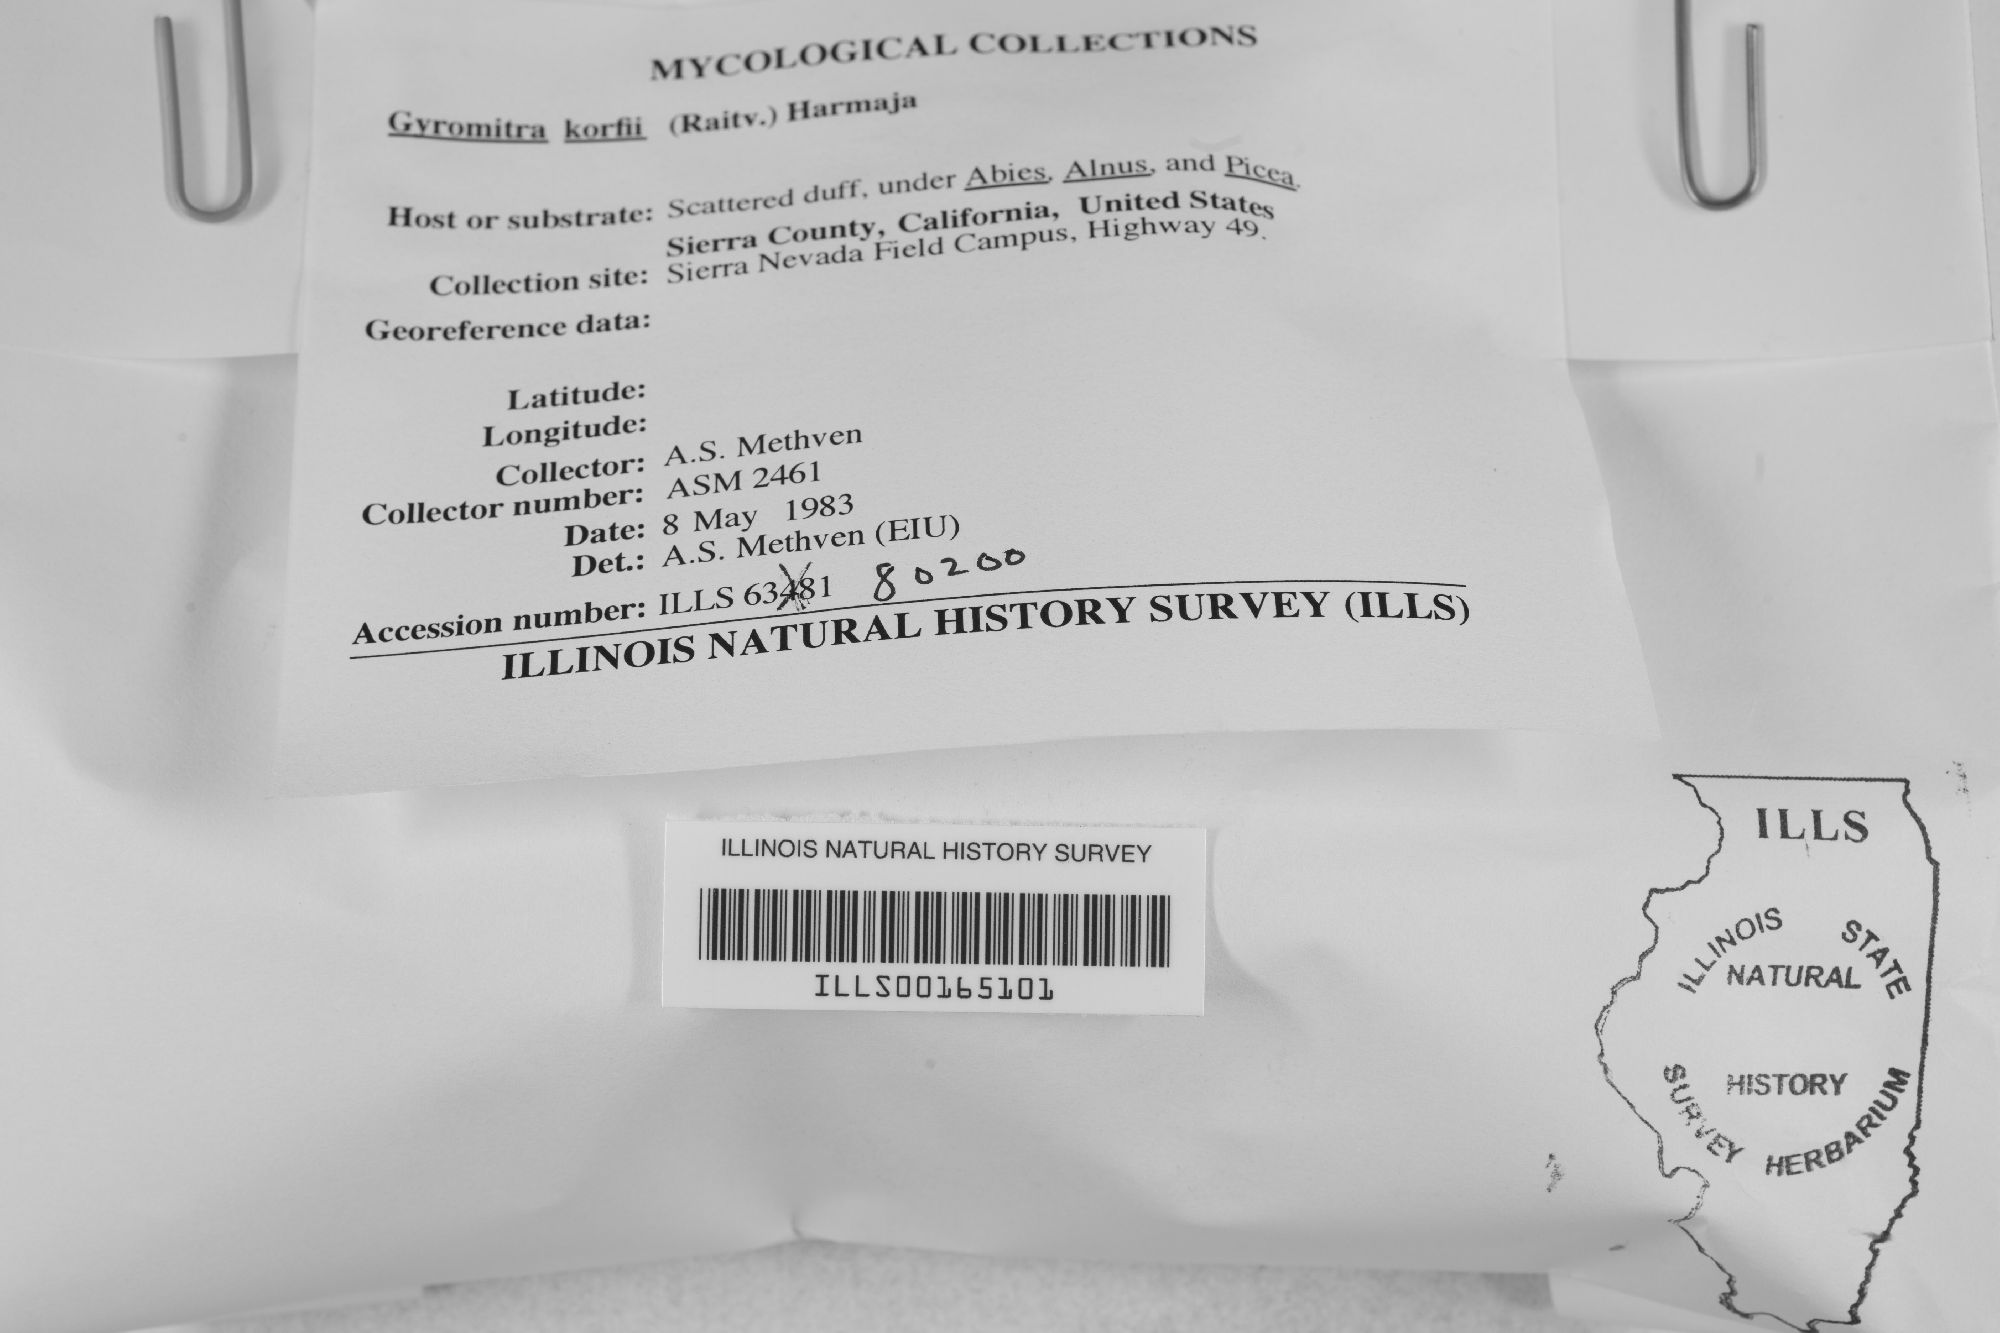 MYCOLOGICAL COLLECTIONS
Gyromitra korfii (Raitv.) Harmaja
Host or substrate: Scattered duff, under Abies, Alnus, and Picea.
Sierra County, California, United States
Collection site: Sierra Nevada Field Campus, Highway 49.
Georeference data:
Latitude:
Longitude:
Collector: A.S. Methven
Collector number: ASM 2461
Date: 8 May 1983
Det.: A.S. Methven (EIU)
Accession number: ILLS 63481 80200
ILLINOIS NATURAL HISTORY SURVEY (ILLS)
ILLINOIS NATURAL HISTORY SURVEY
ILLS00165101
ILLS
ILLINOIS STATE
NATURAL
HISTORY
SURVEY HERBARIUM